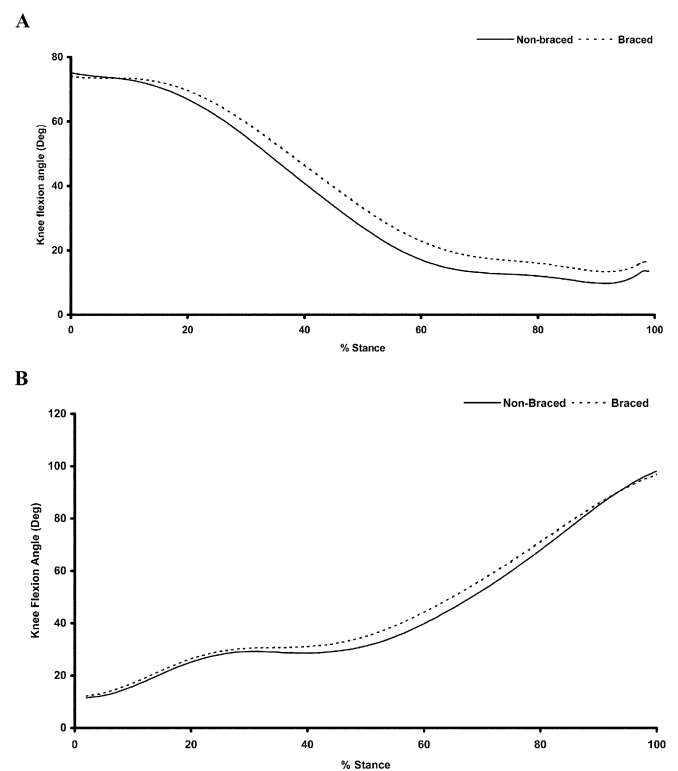 A
Non-braced Braced
80
60
40
20
0
Knee flexion angle (Deg)
0 20 40 60 80 100
% Stance
B
Non-Braced Braced
120
100
80
60
40
20
0
Knee Flexion Angle (Deg)
0 20 40 60 80 100
% Stance